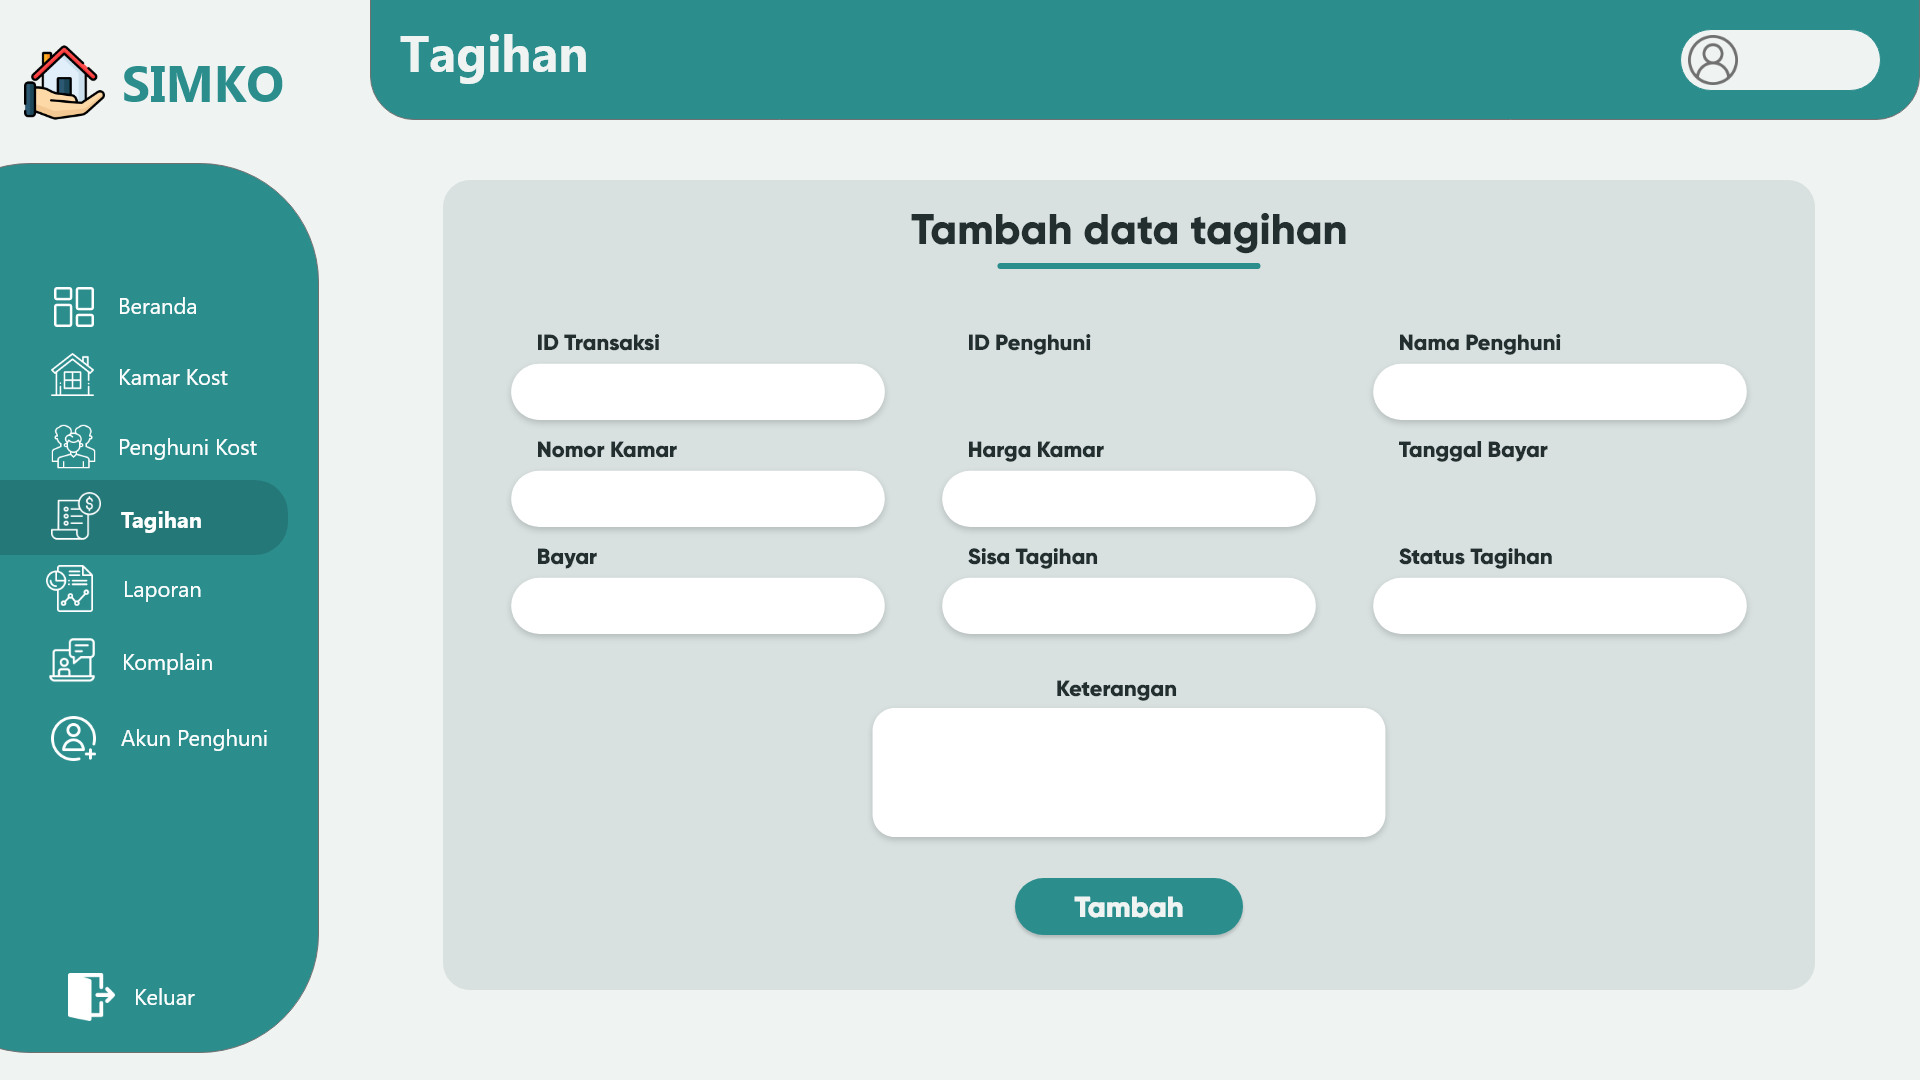 SIMKO
Tagihan
Beranda
Kamar Kost
Penghuni Kost
Tagihan
Laporan
Komplain
Akun Penghuni
Keluar
Tambah data tagihan
ID Transaksi
ID Penghuni
Nama Penghuni
Nomor Kamar
Harga Kamar
Tanggal Bayar
Bayar
Sisa Tagihan
Status Tagihan
Keterangan
Tambah